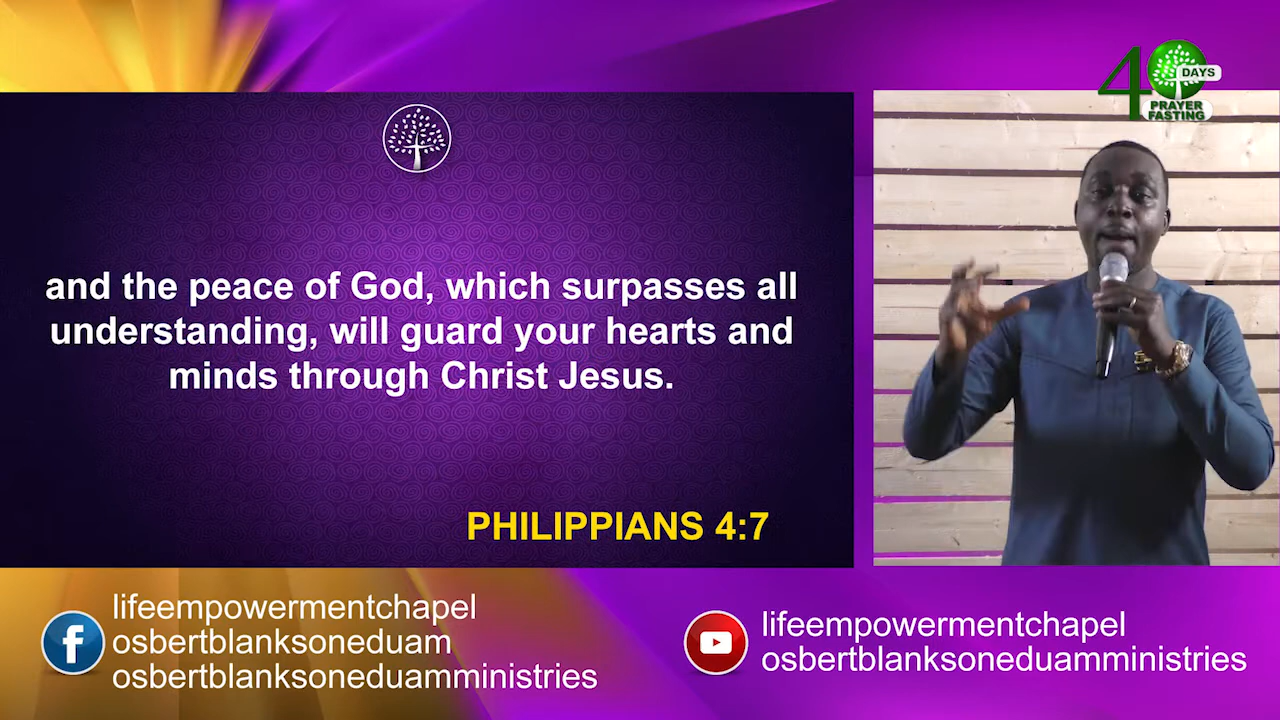 40 DAYS
PRAYER
FASTING
and the peace of God, which surpasses all
understanding, will guard your hearts and
minds through Christ Jesus.
PHILIPPIANS 4:7
lifeempowermentchapel
osbertblanksoneduam
osbertblanksoneduamministries
lifeempowermentchapel
osbertblanksoneduamministries